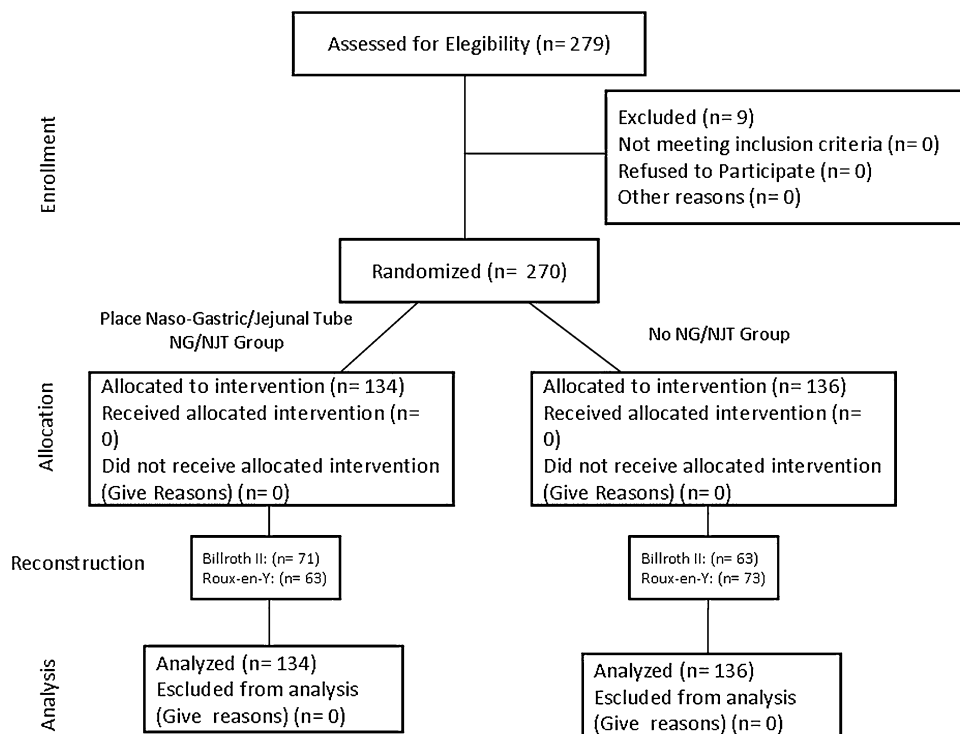 Assessed for Elegibility (n= 279)
Enrollment
Excluded (n= 9)
Not meeting inclusion criteria (n= 0)
Refused to Participate (n= 0)
Other reasons (n= 0)
Randomized (n= 270)
Place Naso-Gastric/Jejunal Tube
NG/NJT Group
No NG/NJT Group
Allocation
Allocated to intervention (n= 134)
Received allocated intervention (n=
0)
Did not receive allocated intervention
(Give Reasons) (n= 0)
Allocated to intervention (n= 136)
Received allocated intervention (n=
0)
Did not receive allocated intervention
(Give Reasons) (n= 0)
Reconstruction
Billroth II: (n= 71)
Roux-en-Y: (n= 63)
Billroth II: (n= 63)
Roux-en-Y: (n= 73)
Analysis
Analyzed (n= 134)
Escluded from analysis
(Give reasons) (n= 0)
Analyzed (n= 136)
Escluded from analysis
(Give reasons) (n= 0)